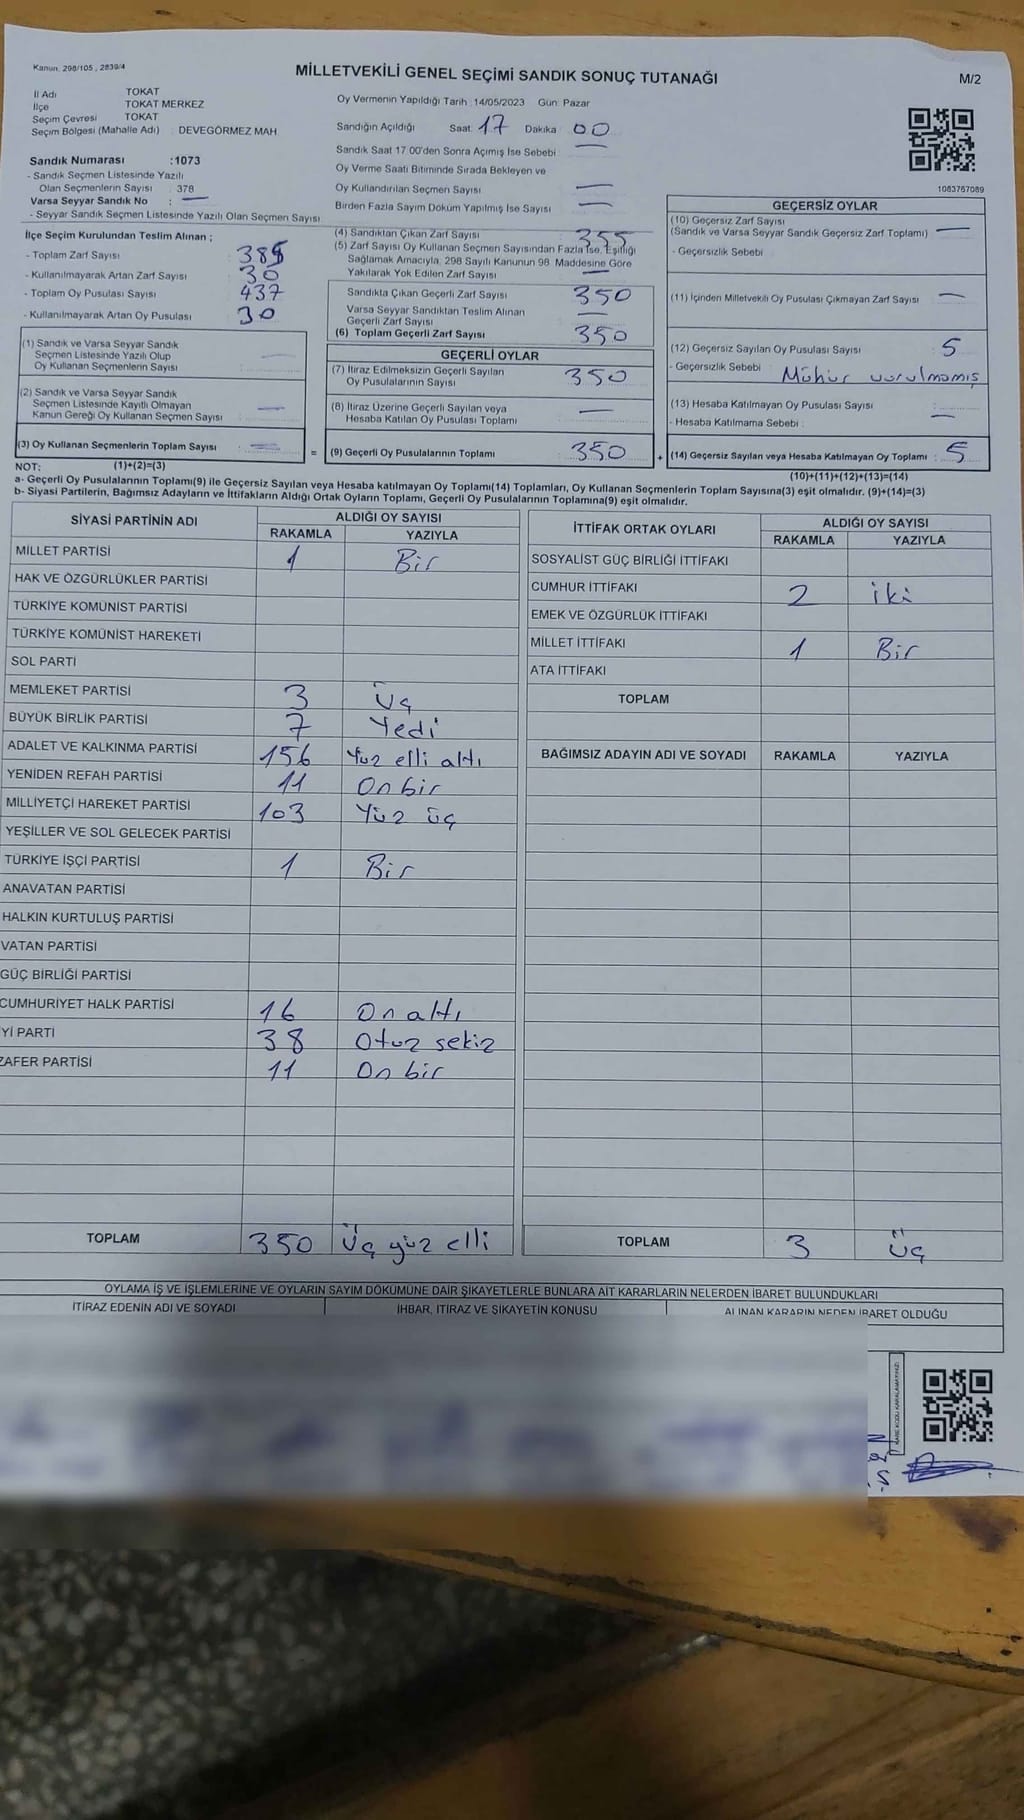 Kanun: 298/105 , 2839/4
MİLLETVEKİLİ GENEL SEÇİMİ SANDIK SONUÇ TUTANAĞI
M/2
İl Adı TOKAT
İlçe TOKAT MERKEZ
Seçim Çevresi TOKAT
Seçim Bölgesi (Mahalle Adı) : DEVEGÖRMEZ MAH
Sandık Numarası :1073
- Sandık Seçmen Listesinde Yazılı
Olan Seçmenlerin Sayısı : 378
Varsa Seyyar Sandık No : —
- Seyyar Sandık Seçmen Listesinde Yazılı Olan Seçmen Sayısı
Oy Vermenin Yapıldığı Tarih :14/05/2023 Gün: Pazar
Sandığın Açıldığı Saat: 17 Dakika 00
Sandık Saat 17 00'den Sonra Açımış İse Sebebi —
Oy Verme Saati Bitiminde Sırada Bekleyen ve
Oy Kullandırılan Seçmen Sayısı —
Birden Fazla Sayım Döküm Yapılmış İse Sayısı —
1083767089
İlçe Seçim Kurulundan Teslim Alınan ;
- Toplam Zarf Sayısı : 385
- Kullanılmayarak Artan Zarf Sayısı : 30
- Toplam Oy Pusulası Sayısı : 437
- Kullanılmayarak Artan Oy Pusulası : 30
(4) Sandıktan Çıkan Zarf Sayısı 355
(5) Zarf Sayısı Oy Kullanan Seçmen Sayısından Fazla İse, Eşitliği
Sağlamak Amacıyla, 298 Sayılı Kanunun 98. Maddesine Göre
Yakılarak Yok Edilen Zarf Sayısı —
Sandıkta Çıkan Geçerli Zarf Sayısı 350
Varsa Seyyar Sandıktan Teslim Alınan
Geçerli Zarf Sayısı —
(6) Toplam Geçerli Zarf Sayısı 350
GEÇERSİZ OYLAR
(10) Geçersiz Zarf Sayısı
(Sandık ve Varsa Seyyar Sandık Geçersiz Zarf Toplamı) —
- Geçersizlik Sebebi
(11) İçinden Milletvekili Oy Pusulası Çıkmayan Zarf Sayısı —
(12) Geçersiz Sayılan Oy Pusulası Sayısı 5
- Geçersizlik Sebebi : Mühür vurulmamış
(13) Hesaba Katılmayan Oy Pusulası Sayısı :
- Hesaba Katılmama Sebebi : —
(14) Geçersiz Sayılan veya Hesaba Katılmayan Oy Toplamı : 5
(1) Sandık ve Varsa Seyyar Sandık
Seçmen Listesinde Yazılı Olup
Oy Kullanan Seçmenlerin Sayısı —
(2) Sandık ve Varsa Seyyar Sandık
Seçmen Listesinde Kayıtlı Olmayan
Kanun Gereği Oy Kullanan Seçmen Sayısı —
(3) Oy Kullanan Seçmenlerin Toplam Sayısı —
GEÇERLİ OYLAR
(7) İtiraz Edilmeksizin Geçerli Sayılan
Oy Pusulalarının Sayısı 350
(8) İtiraz Üzerine Geçerli Sayılan veya
Hesaba Katılan Oy Pusulası Toplamı —
= (9) Geçerli Oy Pusulalarının Toplamı 350 +
NOT: (1)+(2)=(3)
(10)+(11)+(12)+(13)=(14)
a- Geçerli Oy Pusulalarının Toplamı(9) ile Geçersiz Sayılan veya Hesaba katılmayan Oy Toplamı(14) Toplamları, Oy Kullanan Seçmenlerin Toplam Sayısına(3) eşit olmalıdır. (9)+(14)=(3)
b- Siyasi Partilerin, Bağımsız Adayların ve İttifakların Aldığı Ortak Oyların Toplamı, Geçerli Oy Pusulalarının Toplamına(9) eşit olmalıdır.
SİYASİ PARTİNİN ADI ALDIĞI OY SAYISI
RAKAMLA YAZIYLA
MİLLET PARTİSİ 1 Bir
HAK VE ÖZGÜRLÜKLER PARTİSİ
TÜRKİYE KOMÜNİST PARTİSİ
TÜRKİYE KOMÜNİST HAREKETİ
SOL PARTİ
MEMLEKET PARTİSİ 3 Üç
BÜYÜK BİRLİK PARTİSİ 7 Yedi
ADALET VE KALKINMA PARTİSİ 156 Yüz elli altı
YENİDEN REFAH PARTİSİ 11 On bir
MİLLİYETÇİ HAREKET PARTİSİ 103 Yüz üç
YEŞİLLER VE SOL GELECEK PARTİSİ
TÜRKİYE İŞÇİ PARTİSİ 1 Bir
ANAVATAN PARTİSİ
HALKIN KURTULUŞ PARTİSİ
VATAN PARTİSİ
GÜÇ BİRLİĞİ PARTİSİ
CUMHURİYET HALK PARTİSİ 16 On altı
Yİ PARTİ 38 Otuz sekiz
ZAFER PARTİSİ 11 On bir
TOPLAM 350 Üç yüz elli
İTTİFAK ORTAK OYLARI ALDIĞI OY SAYISI
RAKAMLA YAZIYLA
SOSYALİST GÜÇ BİRLİĞİ İTTİFAKI
CUMHUR İTTİFAKI 2 iki
EMEK VE ÖZGÜRLÜK İTTİFAKI
MİLLET İTTİFAKI 1 Bir
ATA İTTİFAKI
TOPLAM
BAĞIMSIZ ADAYIN ADI VE SOYADI RAKAMLA YAZIYLA
TOPLAM 3 Üç
OYLAMA İŞ VE İŞLEMLERİNE VE OYLARIN SAYIM DÖKÜMÜNE DAİR ŞİKAYETLERLE BUNLARA AİT KARARLARIN NELERDEN İBARET BULUNDUKLARI
İTİRAZ EDENİN ADI VE SOYADI İHBAR, İTİRAZ VE ŞİKAYETİN KONUSU ALINAN KARARIN NEDEN İBARET OLDUĞU